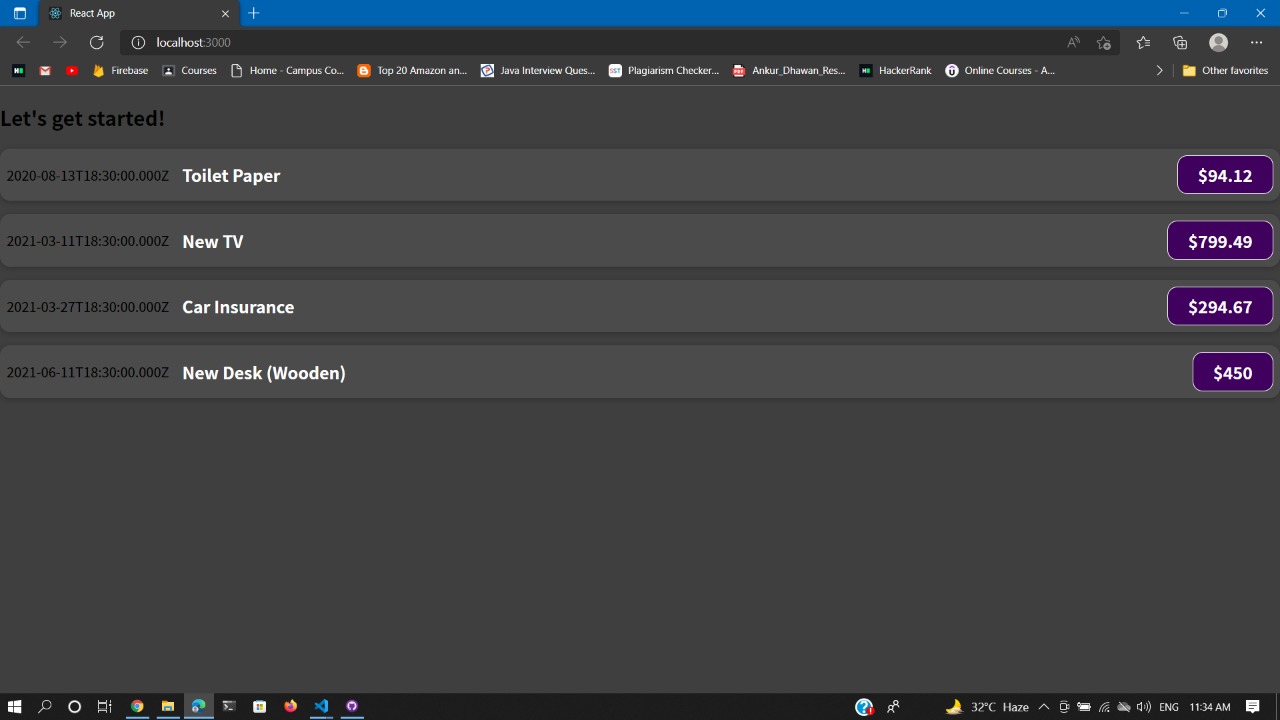 React App
localhost:3000
Firebase
Courses
Home - Campus Co...
Top 20 Amazon an...
Java Interview Ques...
Plagiarism Checker...
Ankur_Dhawan_Res...
HackerRank
Online Courses - A...
Other favorites
Let's get started!
2020-08-13T18:30:00.000Z Toilet Paper $94.12
2021-03-11T18:30:00.000Z New TV $799.49
2021-03-27T18:30:00.000Z Car Insurance $294.67
2021-06-11T18:30:00.000Z New Desk (Wooden) $450
32°C Haze ENG 11:34 AM